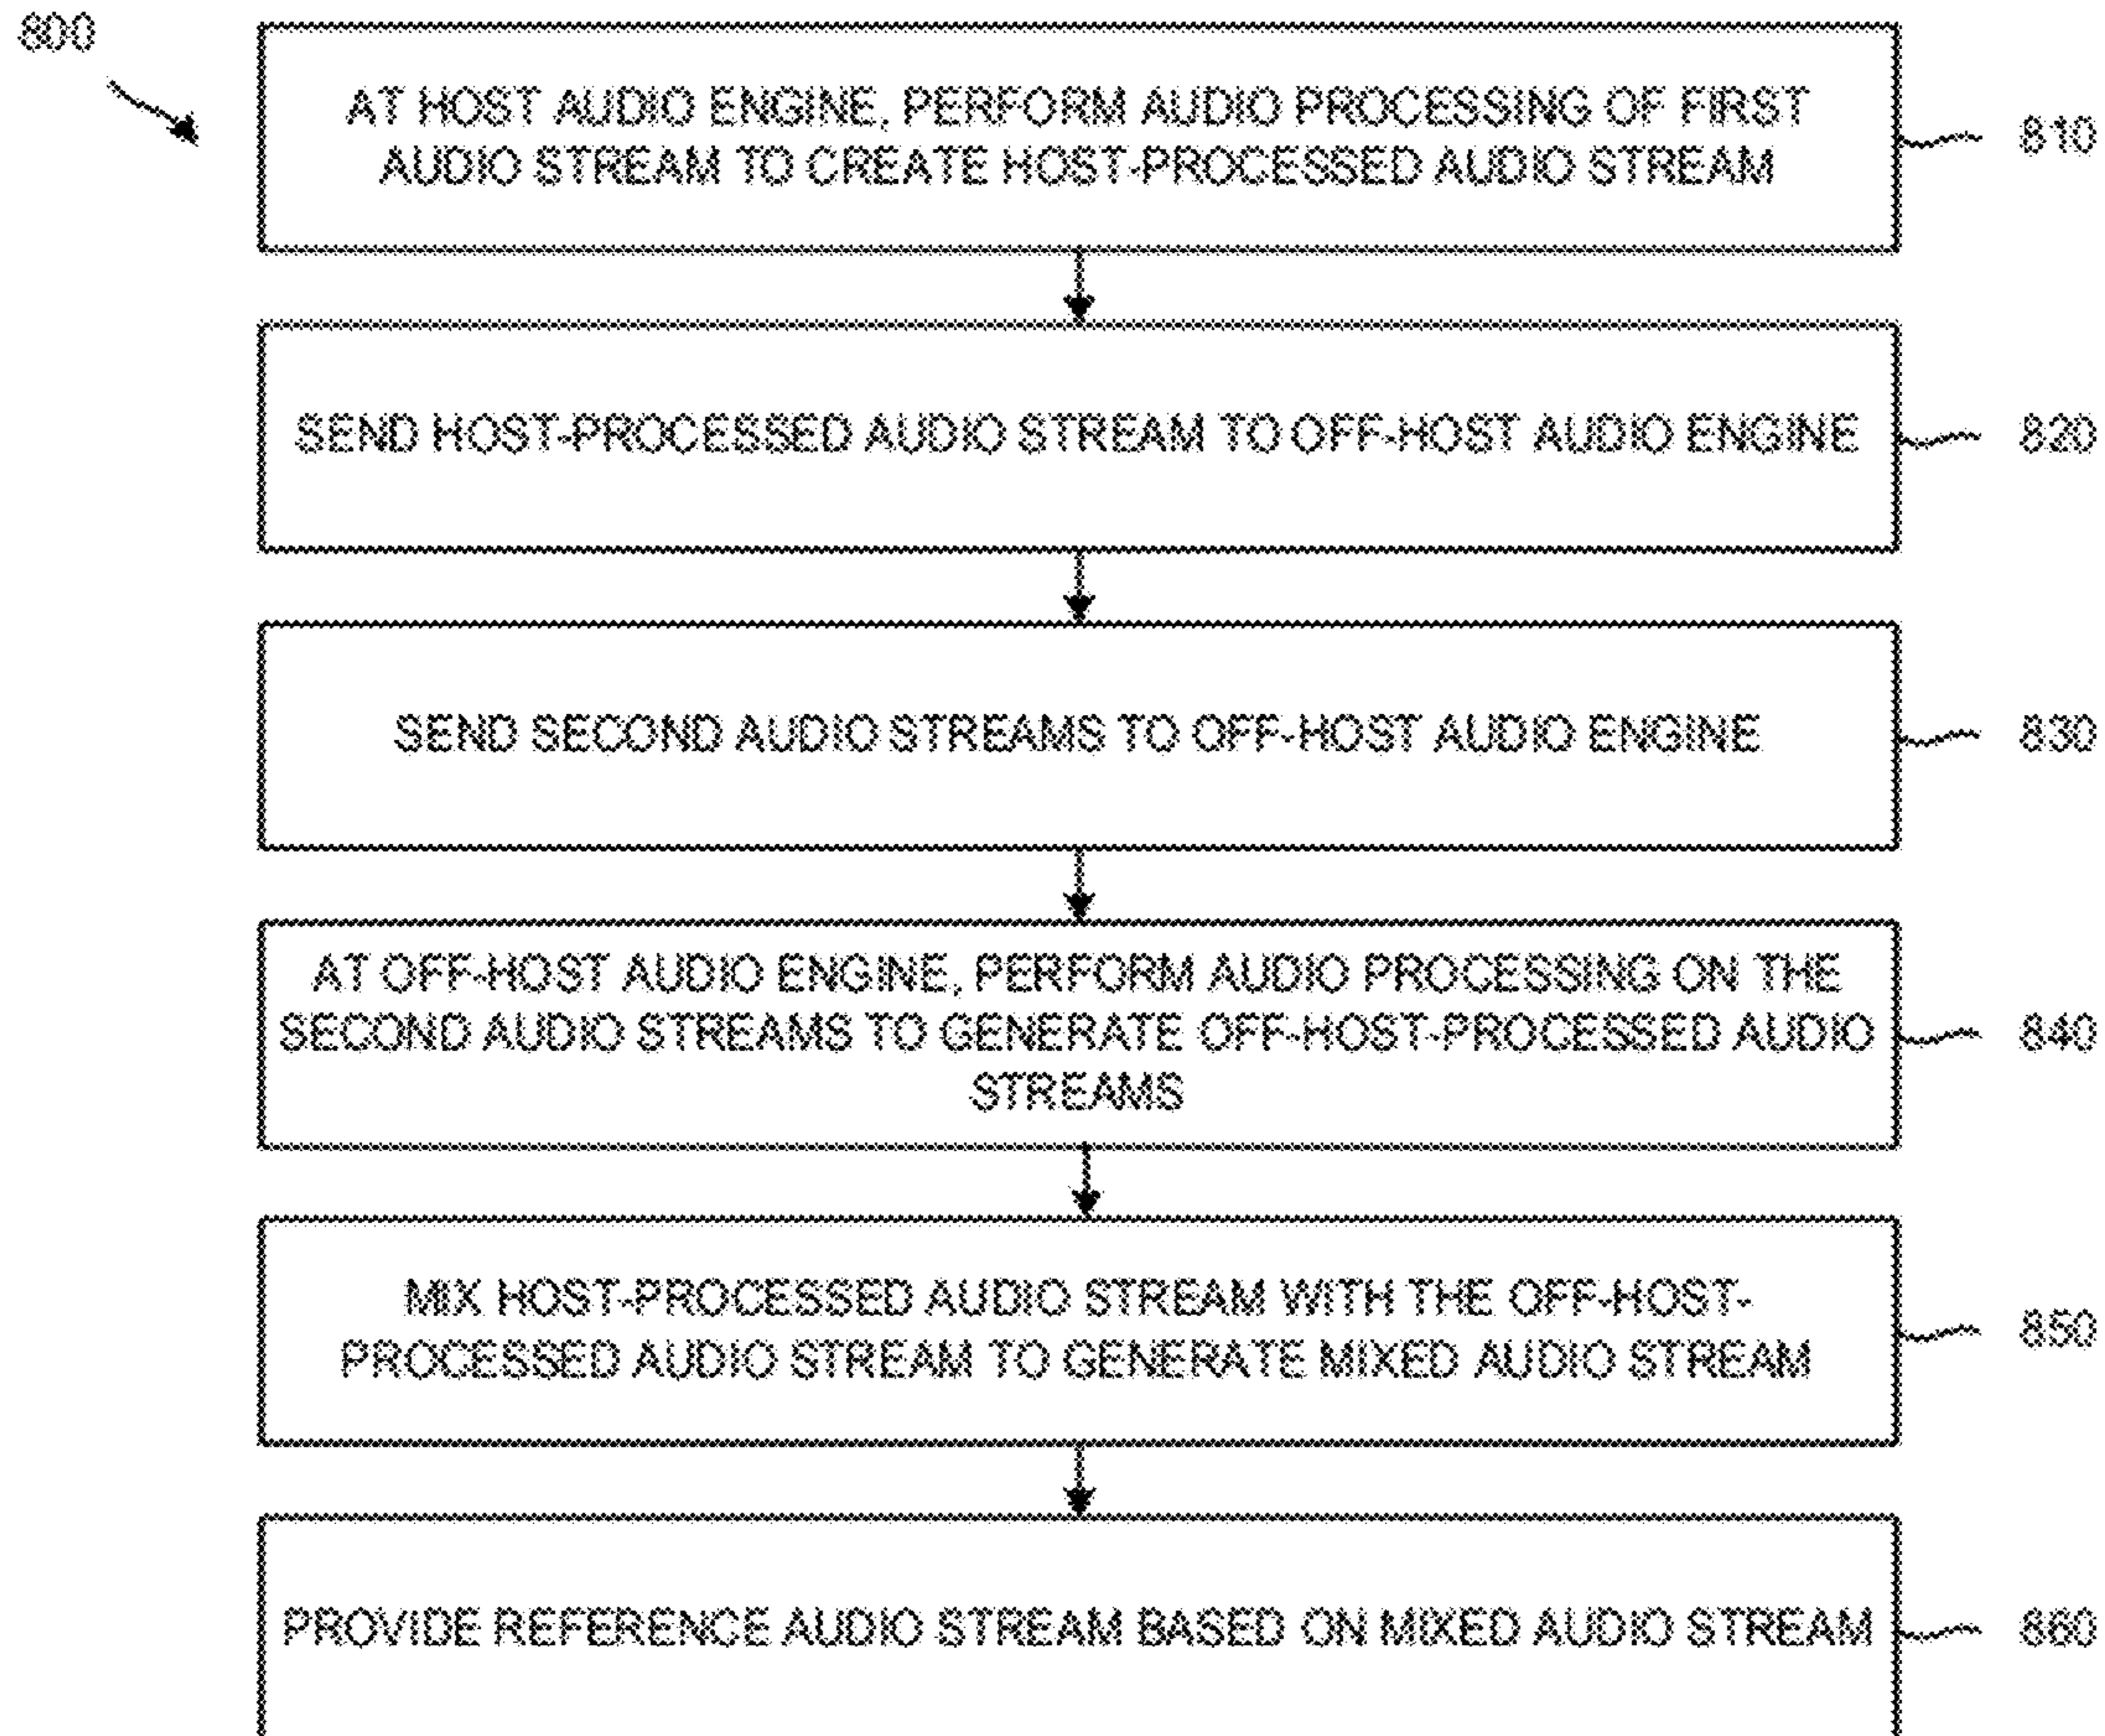 800
AT HOST AUDIO ENGINE, PERFORM AUDIO PROCESSING OF FIRST
AUDIO STREAM TO CREATE HOST-PROCESSED AUDIO STREAM
810
SEND HOST-PROCESSED AUDIO STREAM TO OFF-HOST AUDIO ENGINE
820
SEND SECOND AUDIO STREAMS TO OFF-HOST AUDIO ENGINE
830
AT OFF-HOST AUDIO ENGINE, PERFORM AUDIO PROCESSING ON THE
SECOND AUDIO STREAMS TO GENERATE OFF-HOST-PROCESSED AUDIO
STREAMS
840
MIX HOST-PROCESSED AUDIO STREAM WITH THE OFF-HOST-
PROCESSED AUDIO STREAM TO GENERATE MIXED AUDIO STREAM
850
PROVIDE REFERENCE AUDIO STREAM BASED ON MIXED AUDIO STREAM
860